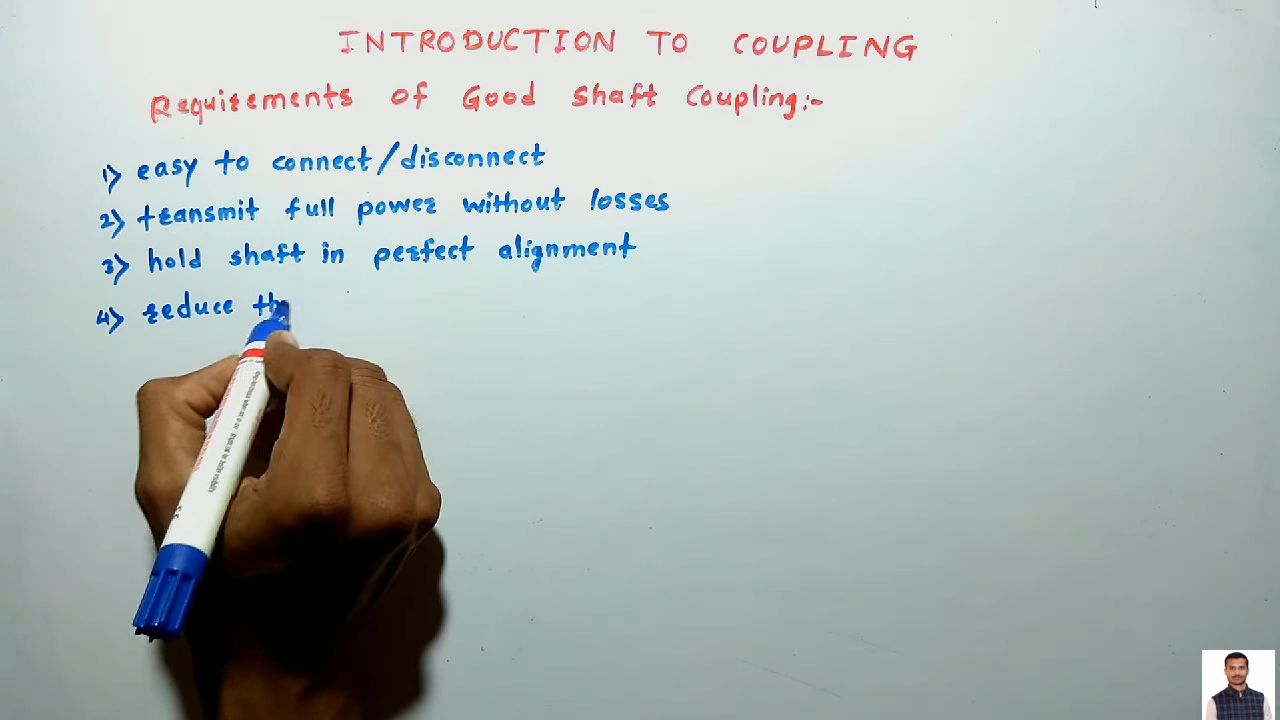 INTRODUCTION TO COUPLING
Requirements of Good Shaft Coupling:-
1) easy to connect/disconnect
2) transmit full power without losses
3) hold shaft in perfect alignment
4) reduce th